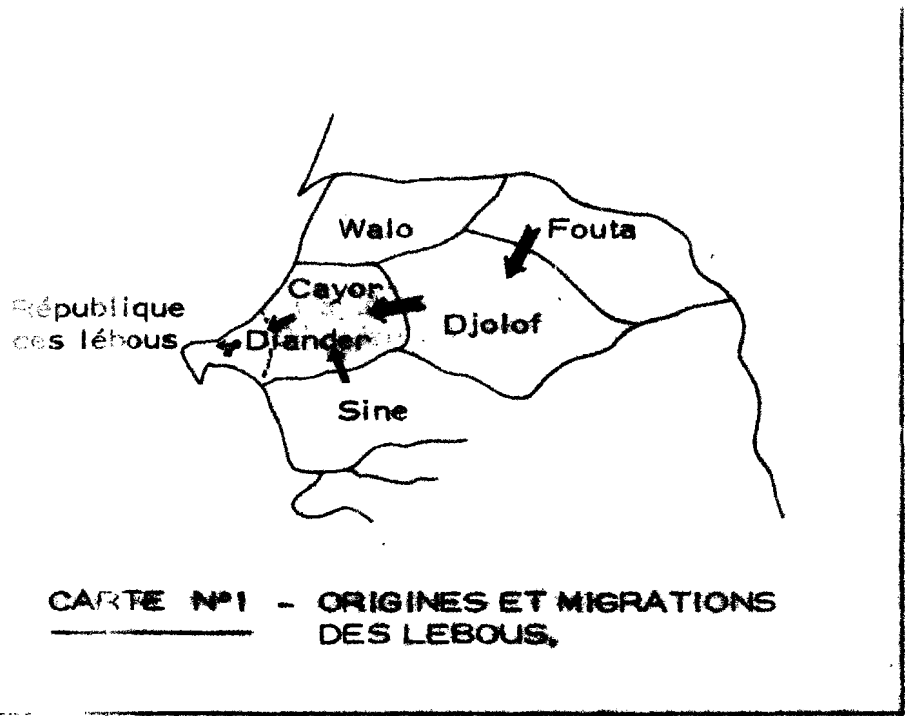 Walo
Fouta
Cayor
République
des lébous
Diander
Djolof
Sine
CARTE N°1 - ORIGINES ET MIGRATIONS
DES LEBOUS.